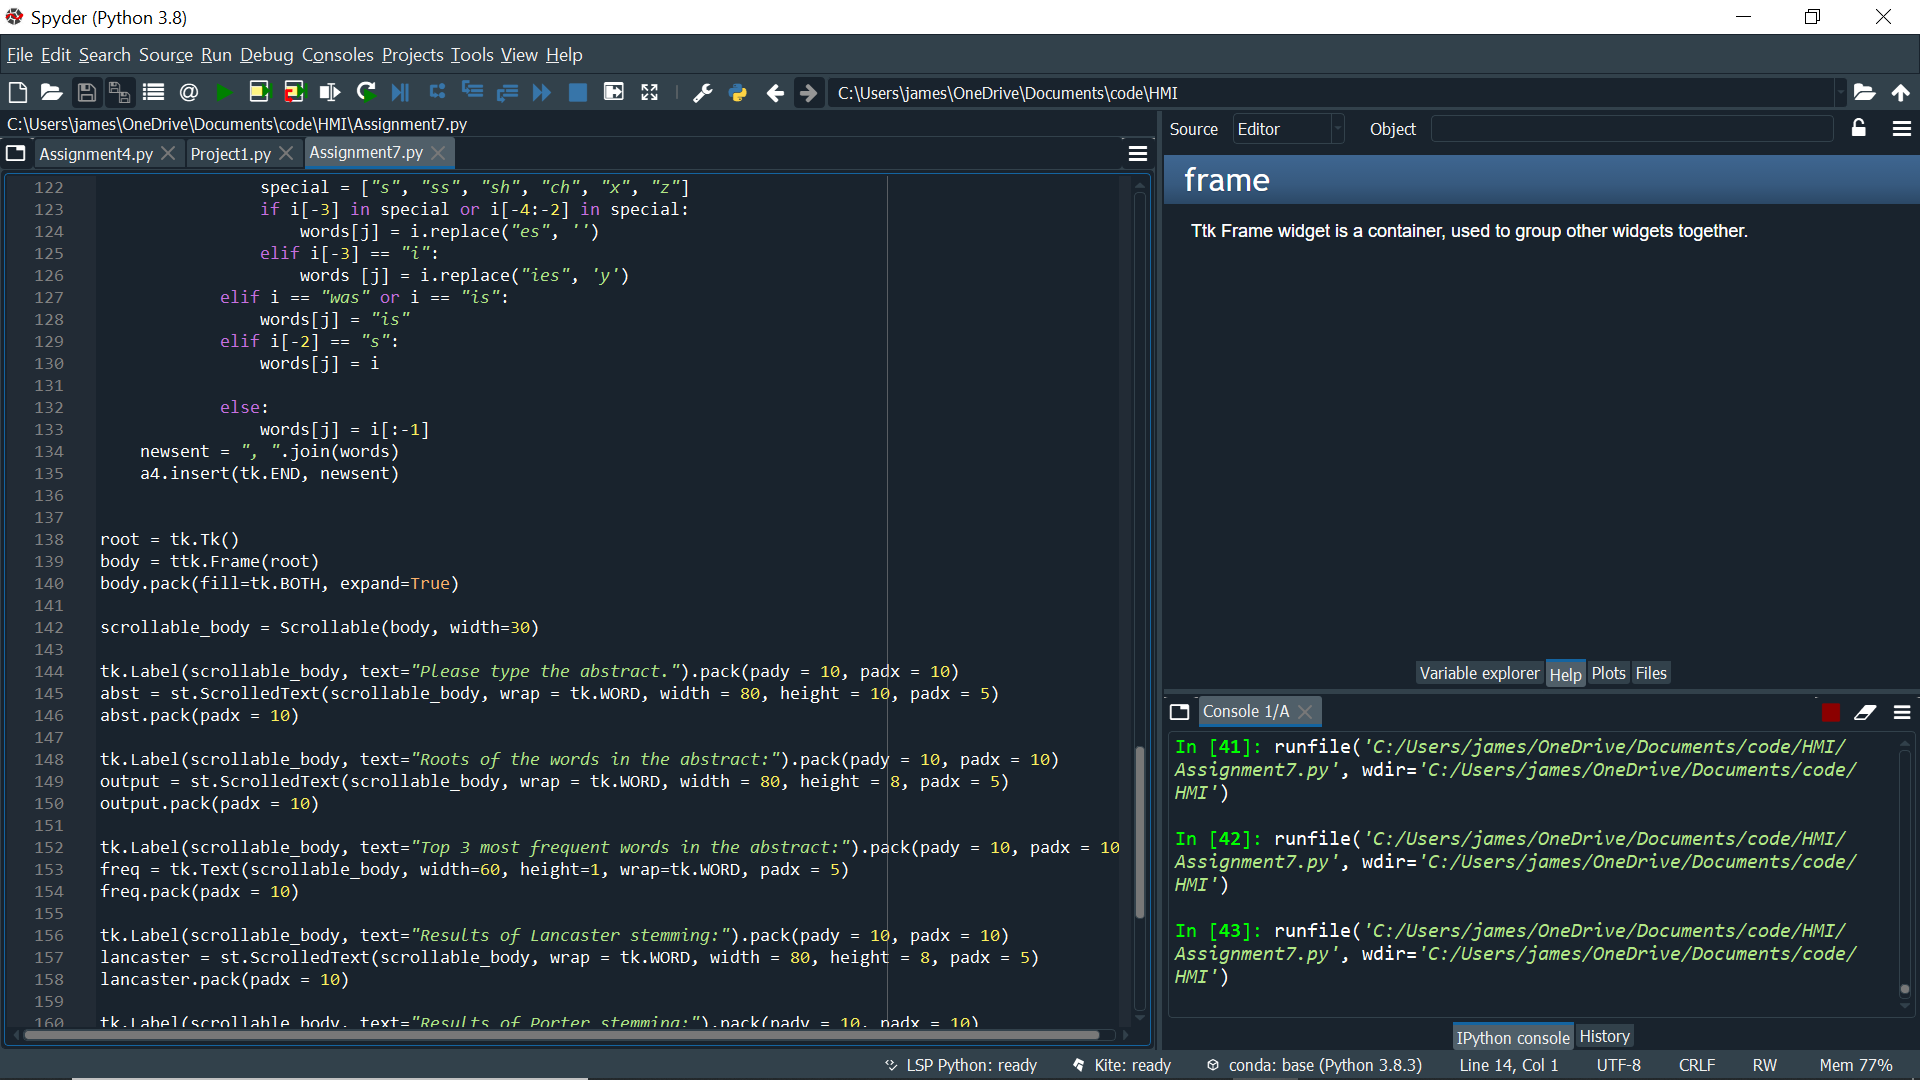 Spyder (Python 3.8)
File Edit Search Source Run Debug Consoles Projects Tools View Help
C:\Users\james\OneDrive\Documents\code\HMI
C:\Users\james\OneDrive\Documents\code\HMI\Assignment7.py
Assignment4.py Project1.py Assignment7.py
122 special = ["s", "ss", "sh", "ch", "x", "z"]
123 if i[-3] in special or i[-4:-2] in special:
124 words[j] = i.replace("es", '')
125 elif i[-3] == "i":
126 words [j] = i.replace("ies", 'y')
127 elif i == "was" or i == "is":
128 words[j] = "is"
129 elif i[-2] == "s":
130 words[j] = i
131
132 else:
133 words[j] = i[:-1]
134 newsent = ", ".join(words)
135 a4.insert(tk.END, newsent)
136
137
138 root = tk.Tk()
139 body = ttk.Frame(root)
140 body.pack(fill=tk.BOTH, expand=True)
141
142 scrollable_body = Scrollable(body, width=30)
143
144 tk.Label(scrollable_body, text="Please type the abstract.").pack(pady = 10, padx = 10)
145 abst = st.ScrolledText(scrollable_body, wrap = tk.WORD, width = 80, height = 10, padx = 5)
146 abst.pack(padx = 10)
147
148 tk.Label(scrollable_body, text="Roots of the words in the abstract:").pack(pady = 10, padx = 10)
149 output = st.ScrolledText(scrollable_body, wrap = tk.WORD, width = 80, height = 8, padx = 5)
150 output.pack(padx = 10)
151
152 tk.Label(scrollable_body, text="Top 3 most frequent words in the abstract:").pack(pady = 10, padx = 10
153 freq = tk.Text(scrollable_body, width=60, height=1, wrap=tk.WORD, padx = 5)
154 freq.pack(padx = 10)
155
156 tk.Label(scrollable_body, text="Results of Lancaster stemming:").pack(pady = 10, padx = 10)
157 lancaster = st.ScrolledText(scrollable_body, wrap = tk.WORD, width = 80, height = 8, padx = 5)
158 lancaster.pack(padx = 10)
159
160 tk.Label(scrollable_body, text="Results of Porter stemming:").pack(pady = 10, padx = 10)
Source Editor Object
frame
Ttk Frame widget is a container, used to group other widgets together.
Variable explorer Help Plots Files
Console 1/A
In [41]: runfile('C:/Users/james/OneDrive/Documents/code/HMI/
Assignment7.py', wdir='C:/Users/james/OneDrive/Documents/code/
HMI')
In [42]: runfile('C:/Users/james/OneDrive/Documents/code/HMI/
Assignment7.py', wdir='C:/Users/james/OneDrive/Documents/code/
HMI')
In [43]: runfile('C:/Users/james/OneDrive/Documents/code/HMI/
Assignment7.py', wdir='C:/Users/james/OneDrive/Documents/code/
HMI')
IPython console History
LSP Python: ready Kite: ready conda: base (Python 3.8.3) Line 14, Col 1 UTF-8 CRLF RW Mem 77%